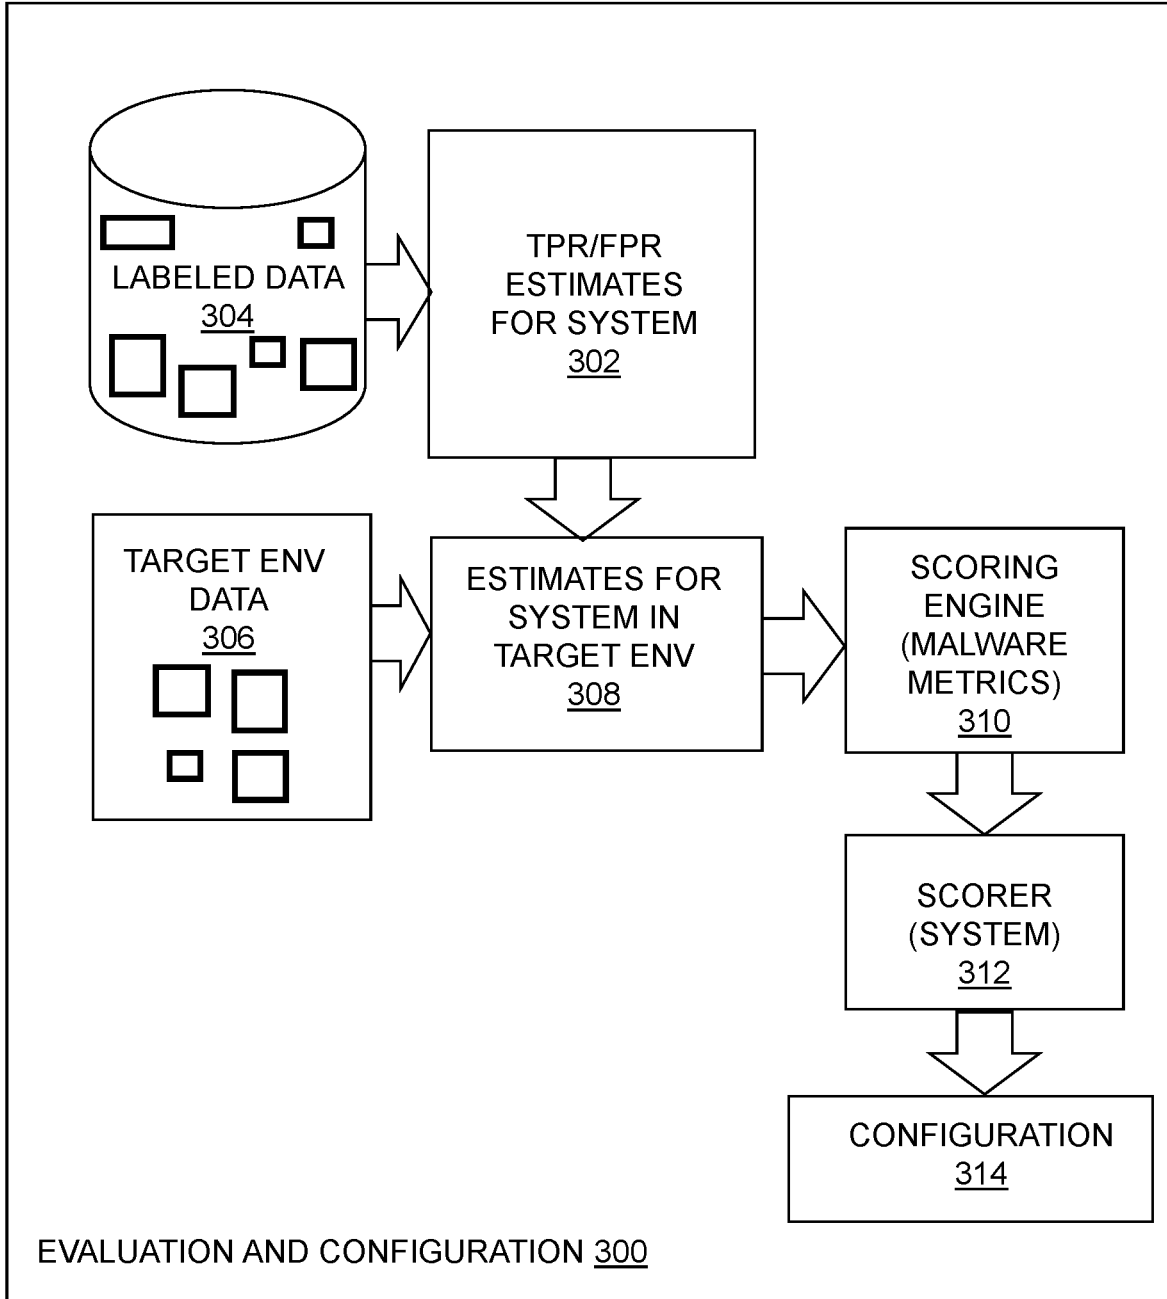 LABELED DATA
304
TPR/FPR
ESTIMATES
FOR SYSTEM
302
TARGET ENV
DATA
306
ESTIMATES FOR
SYSTEM IN
TARGET ENV
308
SCORING
ENGINE
(MALWARE
METRICS)
310
SCORER
(SYSTEM)
312
CONFIGURATION
314
EVALUATION AND CONFIGURATION 300